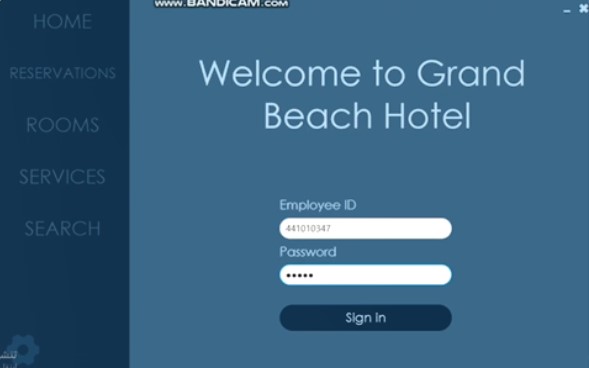 www.BANDICAM.com
HOME
RESERVATIONS
ROOMS
SERVICES
SEARCH
Welcome to Grand
Beach Hotel
Employee ID
441010347
Password
•••••
Sign In